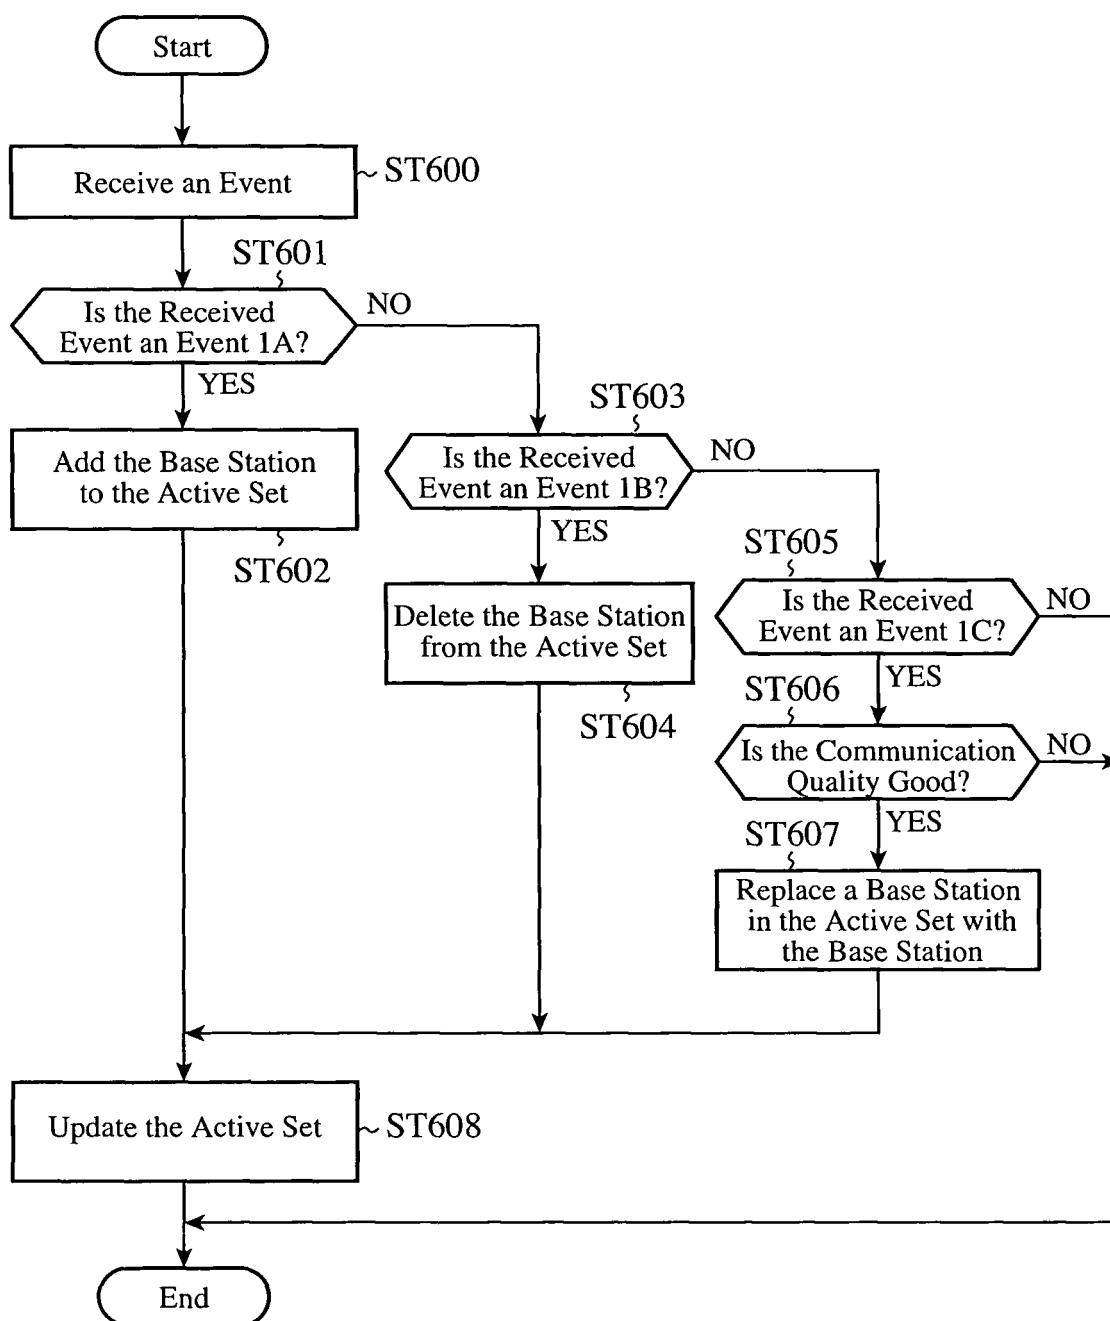 Start
Receive an Event
ST600
ST601
Is the Received
Event an Event 1A?
NO
YES
Add the Base Station
to the Active Set
ST602
ST603
Is the Received
Event an Event 1B?
NO
YES
Delete the Base Station
from the Active Set
ST604
ST605
Is the Received
Event an Event 1C?
NO
YES
ST606
Is the Communication
Quality Good?
NO
YES
ST607
Replace a Base Station
in the Active Set with
the Base Station
Update the Active Set
ST608
End